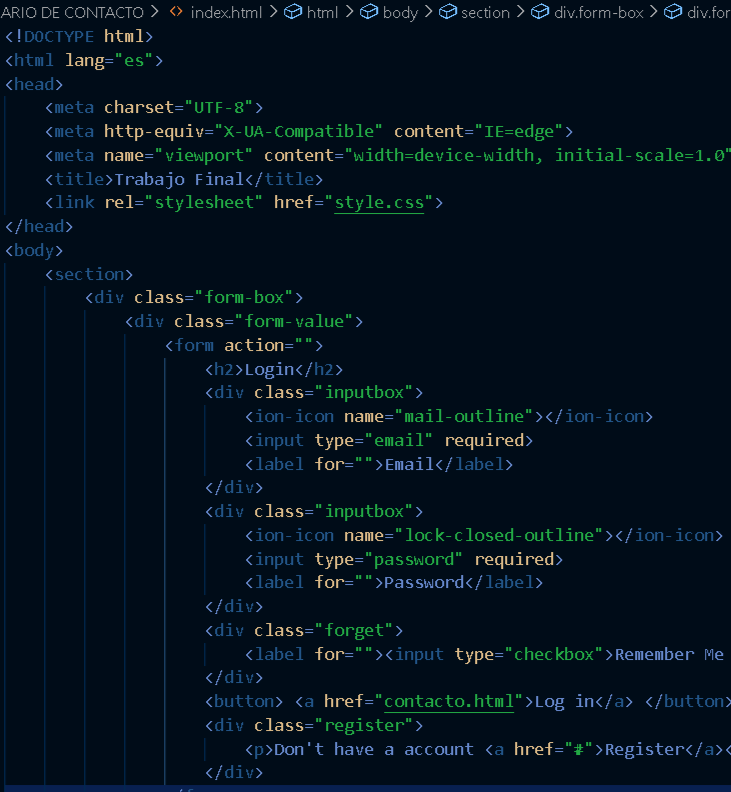 ARIO DE CONTACTO > <> index.html > html > body > section > div.form-box > div.for
<!DOCTYPE html>
<html lang="es">
<head>
    <meta charset="UTF-8">
    <meta http-equiv="X-UA-Compatible" content="IE=edge">
    <meta name="viewport" content="width=device-width, initial-scale=1.0"
    <title>Trabajo Final</title>
    <link rel="stylesheet" href="style.css">
</head>
<body>
    <section>
        <div class="form-box">
            <div class="form-value">
                <form action="">
                    <h2>Login</h2>
                    <div class="inputbox">
                        <ion-icon name="mail-outline"></ion-icon>
                        <input type="email" required>
                        <label for="">Email</label>
                    </div>
                    <div class="inputbox">
                        <ion-icon name="lock-closed-outline"></ion-icon>
                        <input type="password" required>
                        <label for="">Password</label>
                    </div>
                    <div class="forget">
                        <label for=""><input type="checkbox">Remember Me
                    </div>
                    <button> <a href="contacto.html">Log in</a> </button>
                    <div class="register">
                        <p>Don't have a account <a href="#">Register</a><
                    </div>